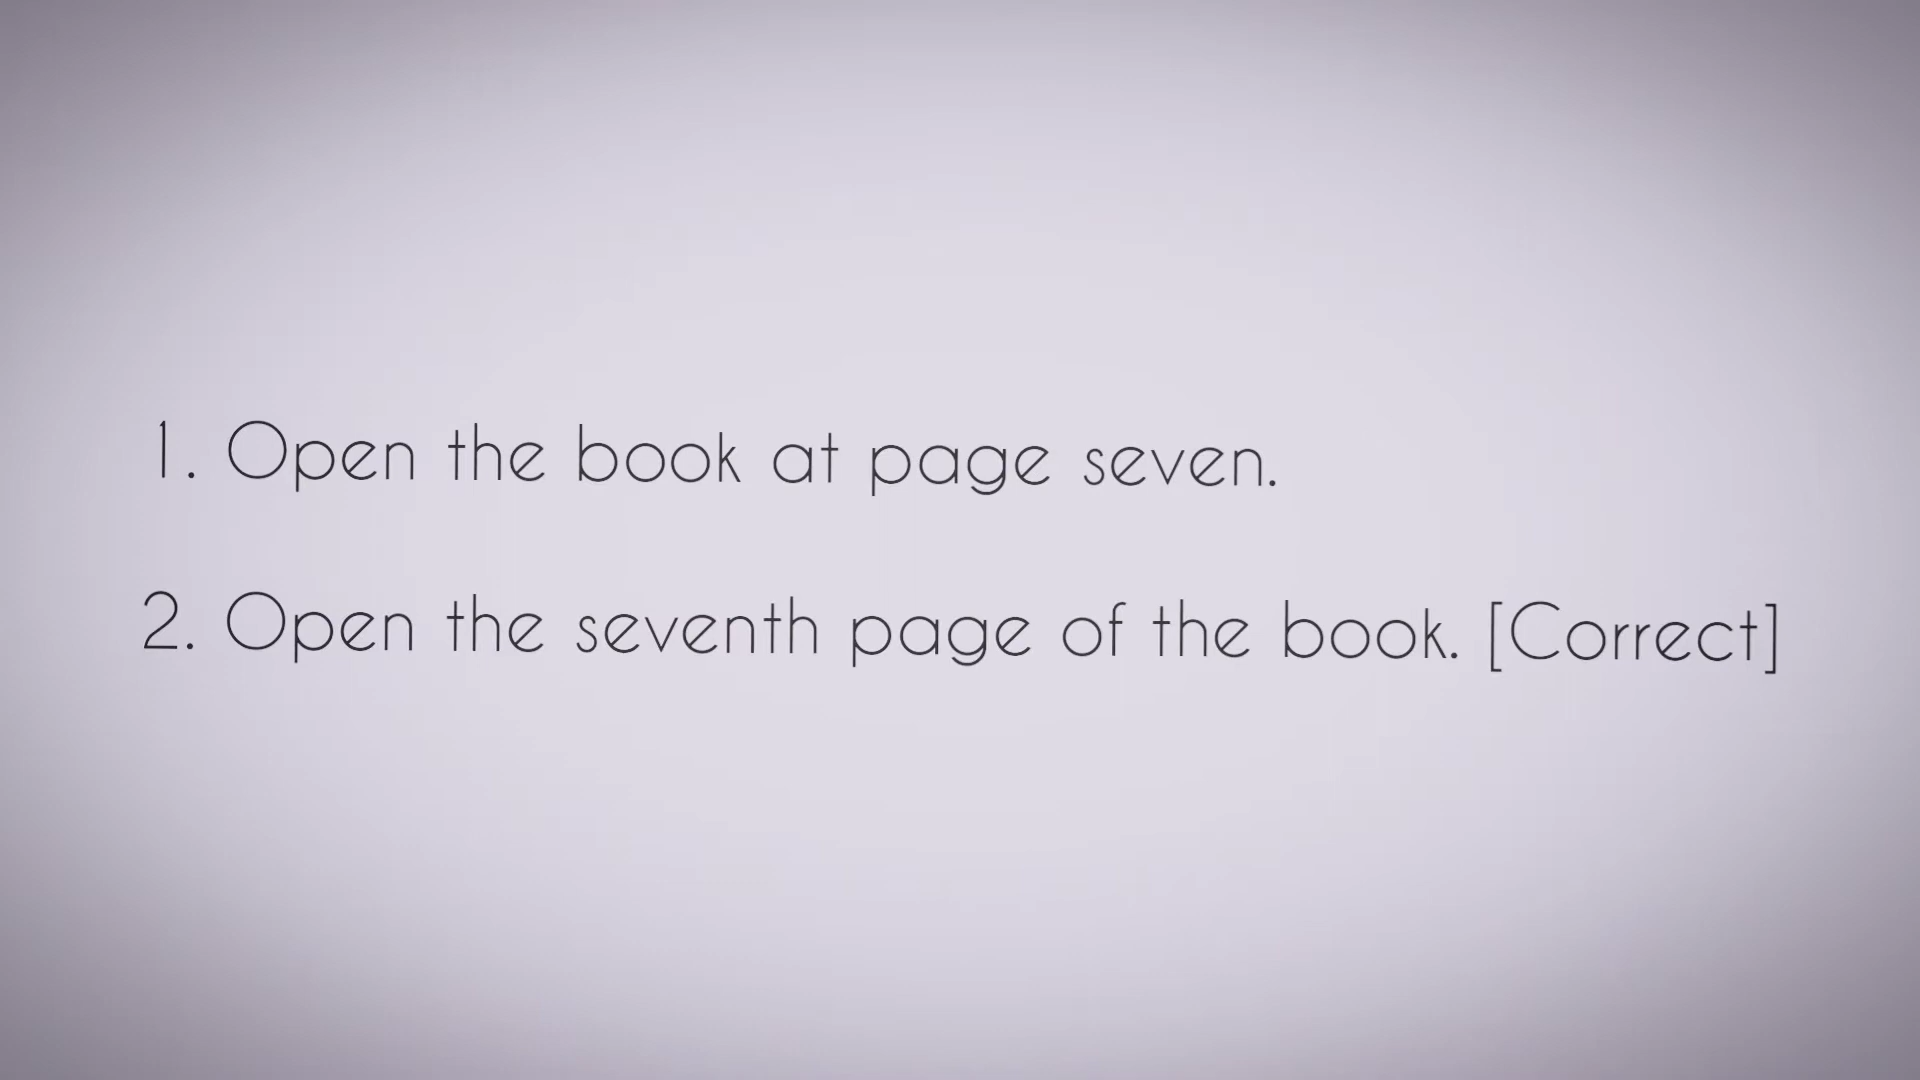 1. Open the book at page seven.
2. Open the seventh page of the book. [Correct]